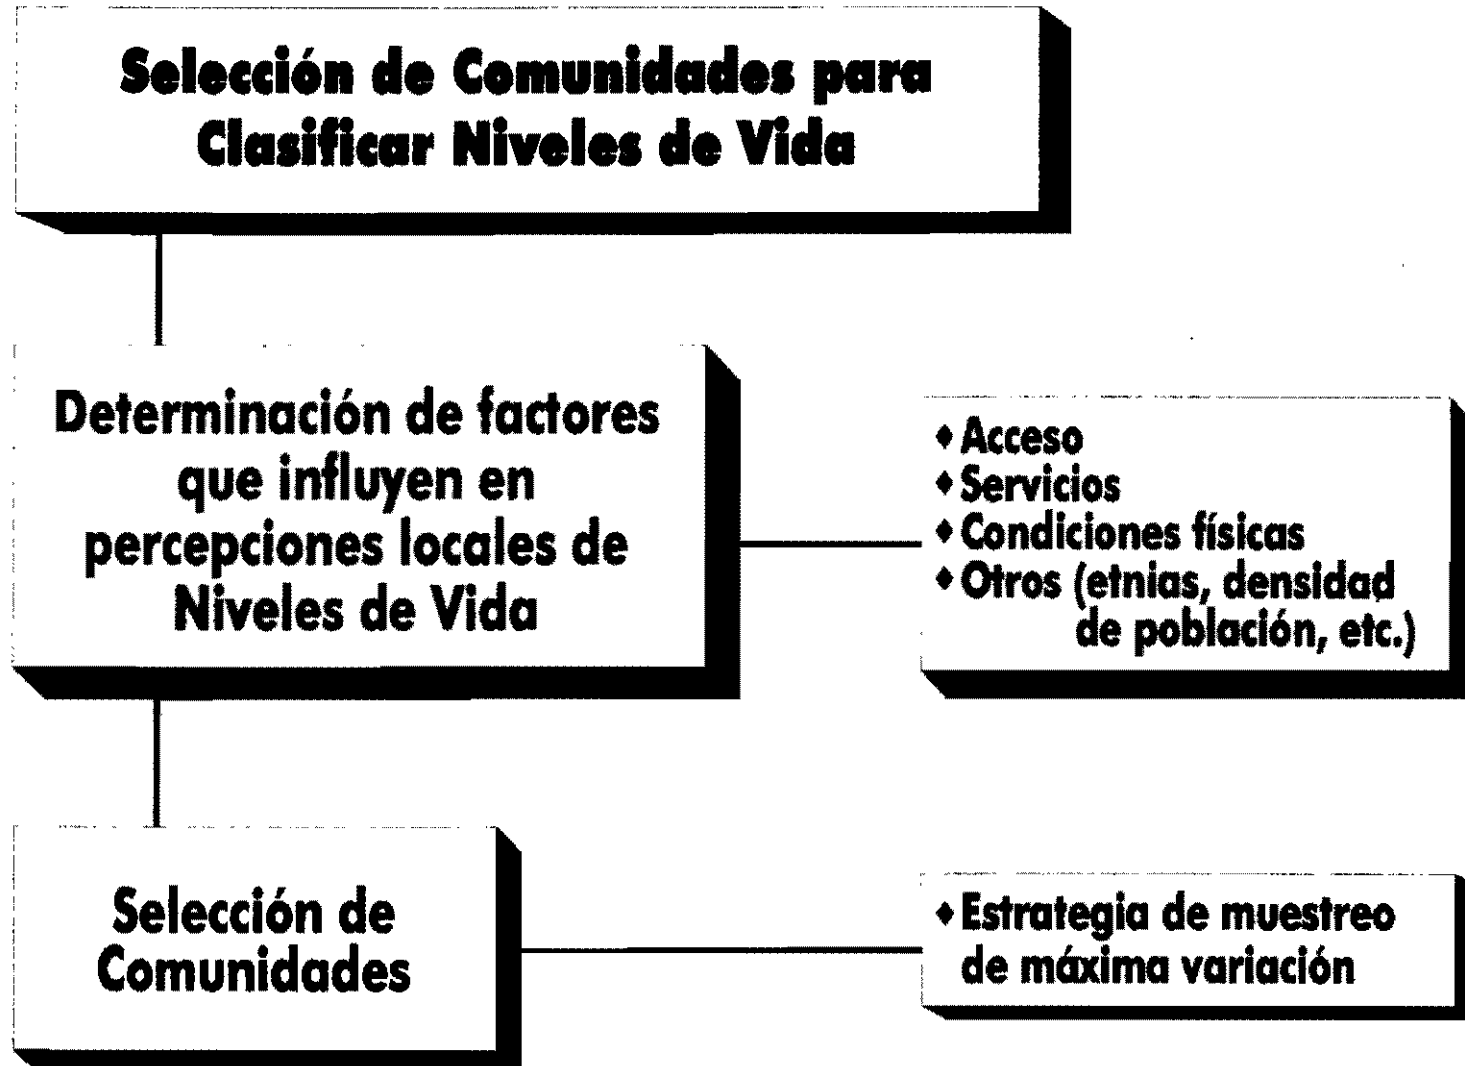 Selección de Comunidades para
Clasificar Niveles de Vida
Determinación de factores
que influyen en
percepciones locales de
Niveles de Vida
♦ Acceso
♦ Servicios
♦ Condiciones físicas
♦ Otros (etnias, densidad
de población, etc.)
Selección de
Comunidades
♦ Estrategia de muestreo
de máxima variación